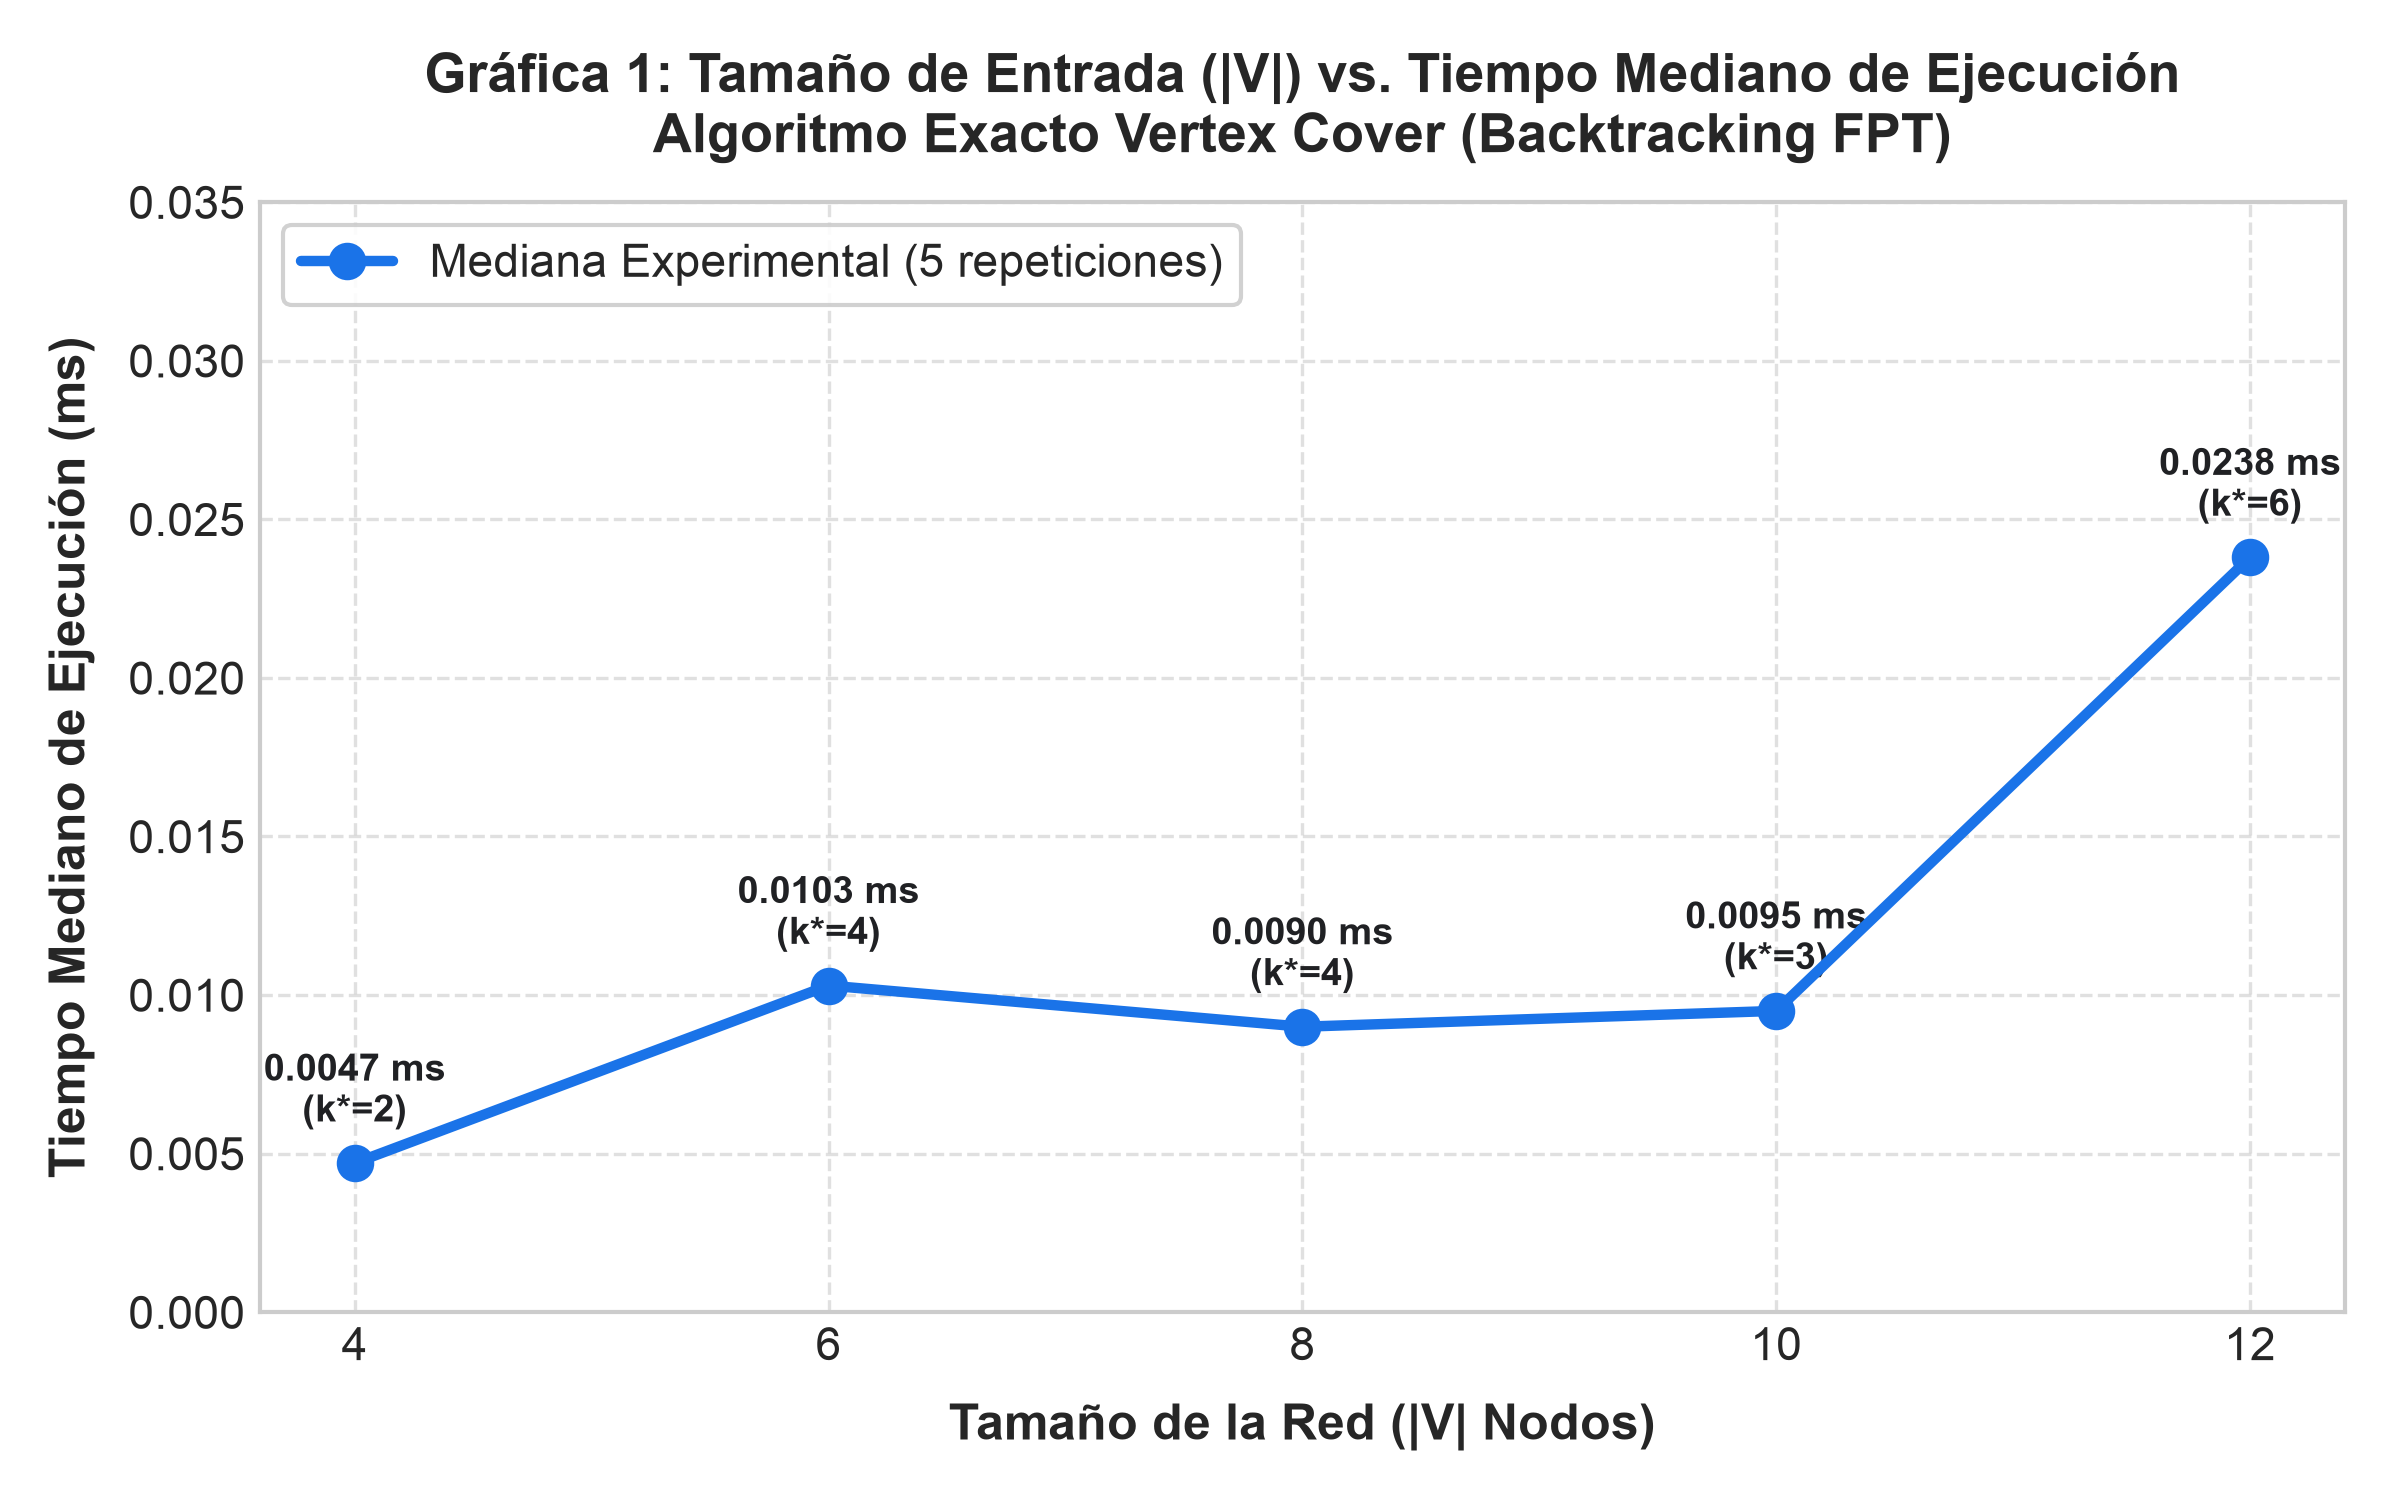 Gráfica 1: Tamaño de Entrada (|V|) vs. Tiempo Mediano de Ejecución
Algoritmo Exacto Vertex Cover (Backtracking FPT)
Mediana Experimental (5 repeticiones)
Tiempo Mediano de Ejecución (ms)
0.035
0.030
0.025
0.020
0.015
0.010
0.005
0.000
0.0047 ms
(k*=2)
0.0103 ms
(k*=4)
0.0090 ms
(k*=4)
0.0095 ms
(k*=3)
0.0238 ms
(k*=6)
4
6
8
10
12
Tamaño de la Red (|V| Nodos)